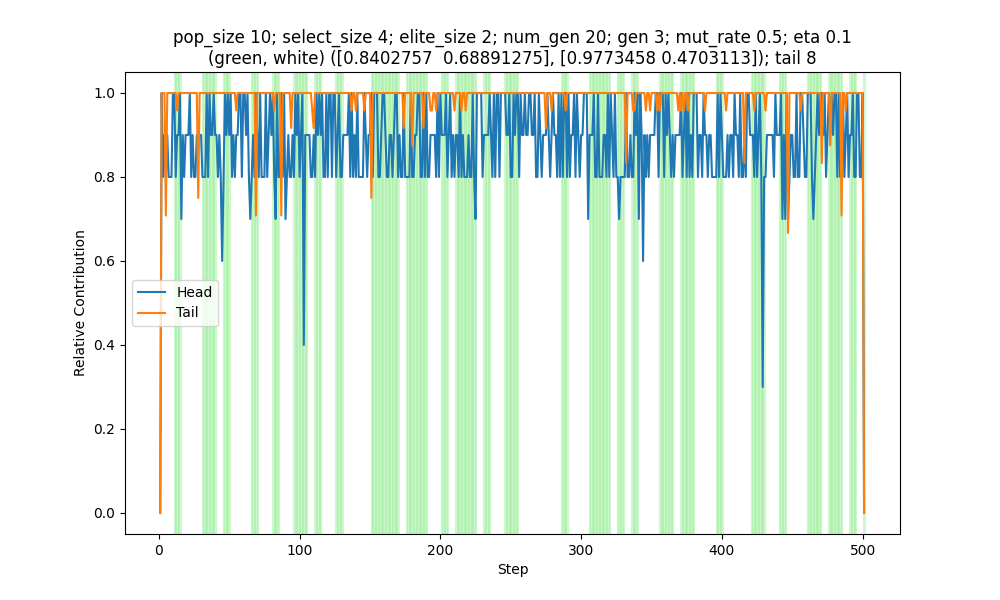 pop_size 10; select_size 4; elite_size 2; num_gen 20; gen 3; mut_rate 0.5; eta 0.1
(green, white) ([0.8402757  0.68891275], [0.9773458 0.4703113]); tail 8
1.0
0.8
0.6
0.4
0.2
0.0
Relative Contribution
Head
Tail
0
100
200
300
400
500
Step